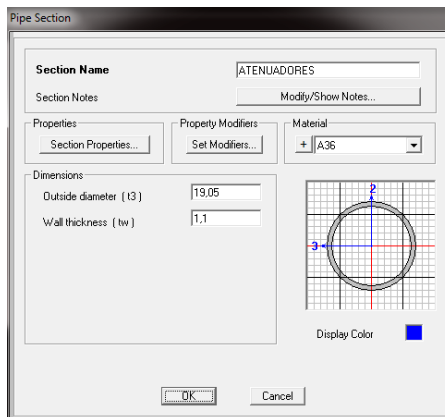 Pipe Section
Section Name ATENUADORES
Section Notes Modify/Show Notes...
Properties Property Modifiers Material
Section Properties... Set Modifiers... + A36
Dimensions
Outside diameter ( t3 ) 19,05
Wall thickness ( tw ) 1,1
2
3
Display Color
OK Cancel